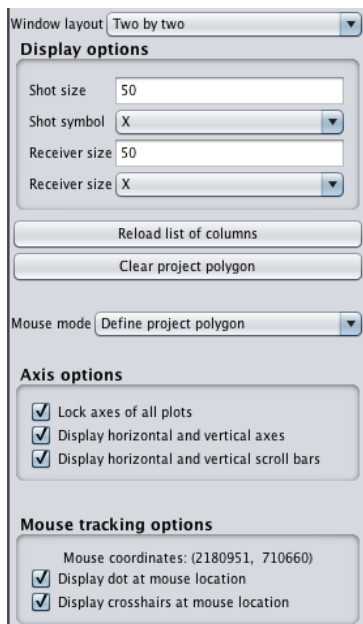 Window layout Two by two
Display options
Shot size 50
Shot symbol X
Receiver size 50
Receiver size X
Reload list of columns
Clear project polygon
Mouse mode Define project polygon
Axis options
Lock axes of all plots
Display horizontal and vertical axes
Display horizontal and vertical scroll bars
Mouse tracking options
Mouse coordinates: (2180951, 710660)
Display dot at mouse location
Display crosshairs at mouse location